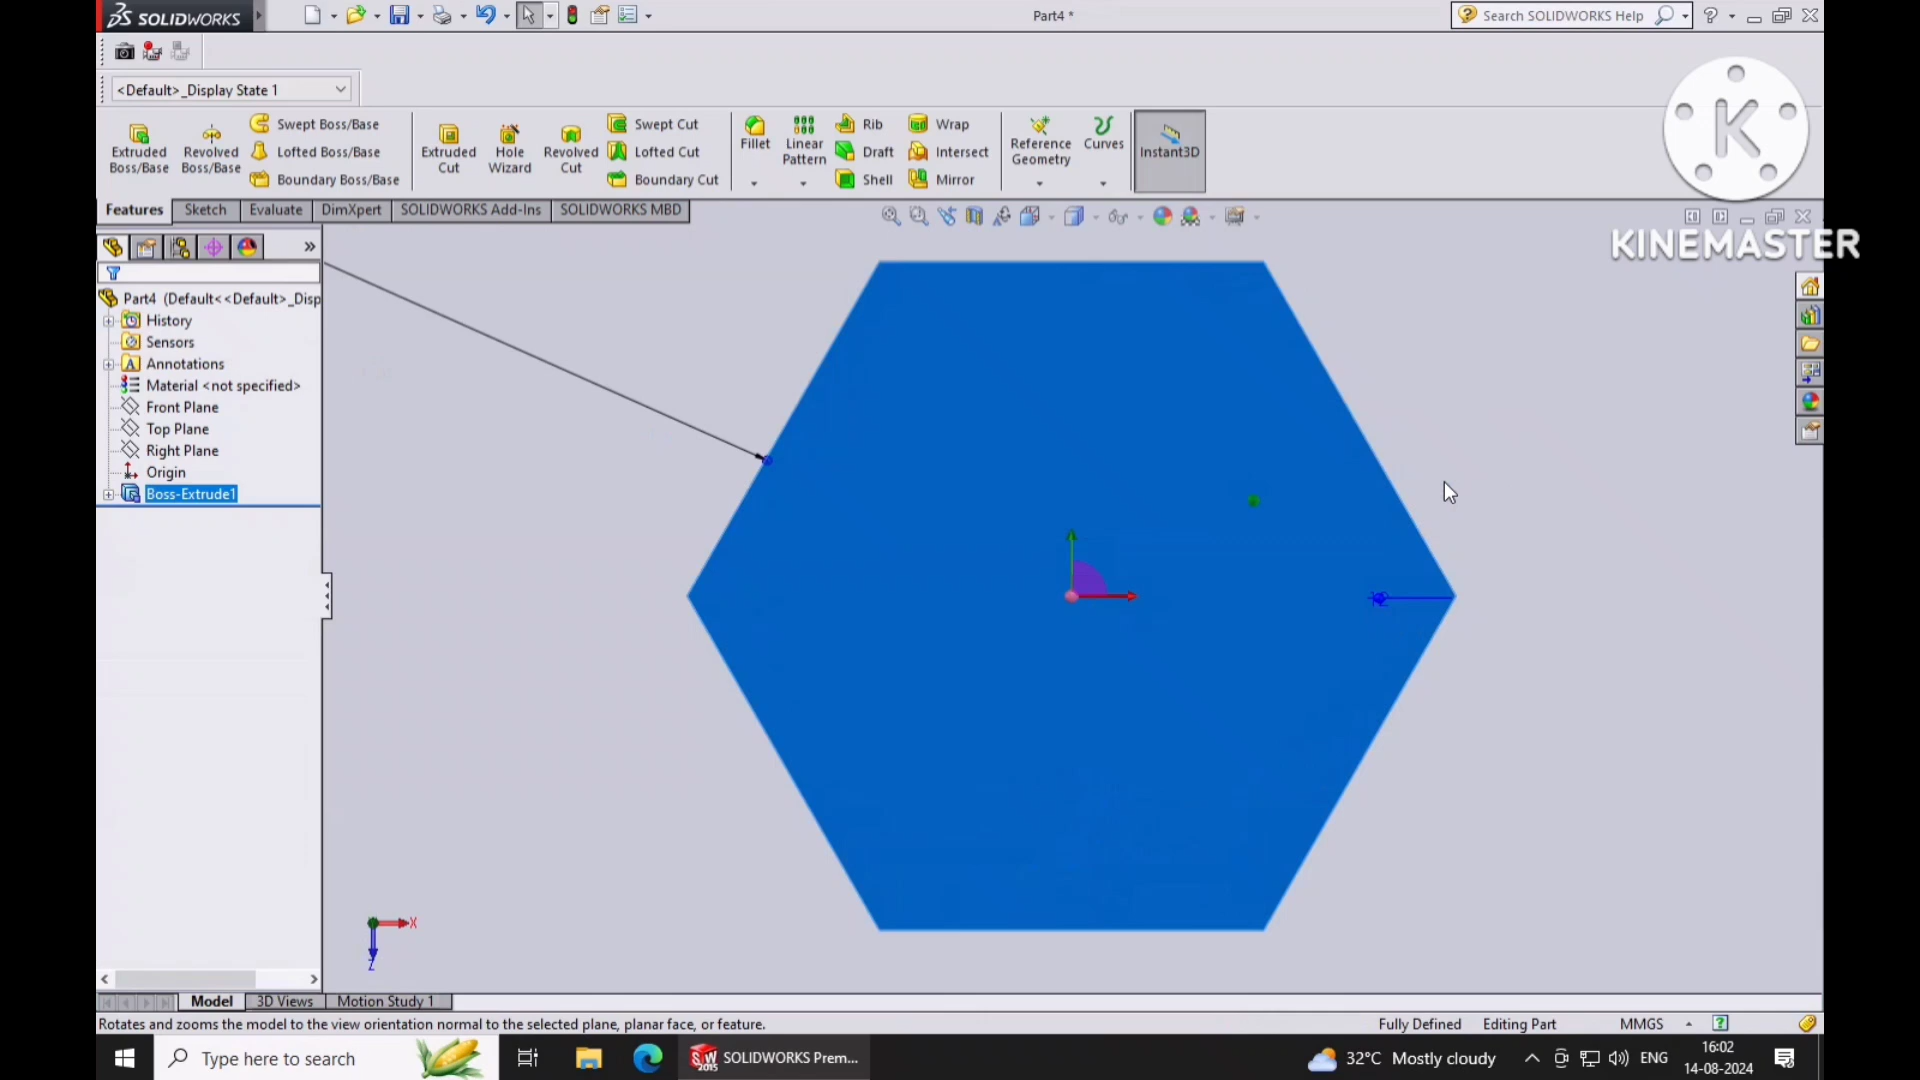 SOLIDWORKS
Part4 *
Search SOLIDWORKS Help
?
<Default>_Display State 1
Extruded Boss/Base
Revolved Boss/Base
Swept Boss/Base
Lofted Boss/Base
Boundary Boss/Base
Extruded Cut
Hole Wizard
Revolved Cut
Swept Cut
Lofted Cut
Boundary Cut
Fillet
Linear Pattern
Rib
Draft
Shell
Wrap
Intersect
Mirror
Reference Geometry
Curves
Instant3D
K
KINEMASTER
Features
Sketch
Evaluate
DimXpert
SOLIDWORKS Add-Ins
SOLIDWORKS MBD
Part4 (Default<<Default>_Disp
History
Sensors
Annotations
Material <not specified>
Front Plane
Top Plane
Right Plane
Origin
Boss-Extrude1
X
Z
Model
3D Views
Motion Study 1
Rotates and zooms the model to the view orientation normal to the selected plane, planar face, or feature.
Fully Defined
Editing Part
MMGS
?
Type here to search
SW
2015
SOLIDWORKS Prem...
32°C Mostly cloudy
ENG
16:02
14-08-2024